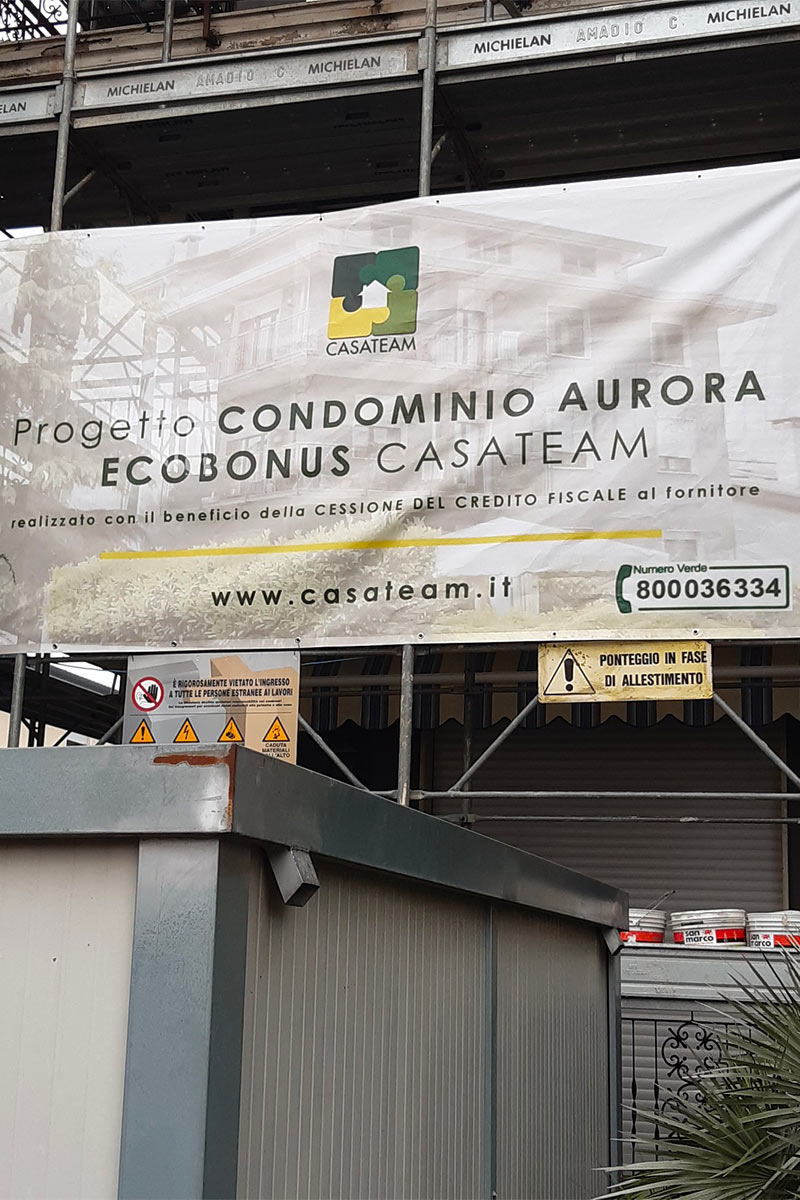 MICHIELAN AMADIO C MICHIELAN
MICHIELAN AMADIO C MICHIELAN
CASATEAM
Progetto CONDOMINIO AURORA
ECOBONUS CASATEAM
realizzato con il beneficio della CESSIONE DEL CREDITO FISCALE al fornitore
www.casateam.it
Numero Verde
800036334
È RIGOROSAMENTE VIETATO L'INGRESSO
A TUTTE LE PERSONE ESTRANEE AI LAVORI
CADUTA
MATERIALI
DALL'ALTO
PONTEGGIO IN FASE
DI ALLESTIMENTO
san
marco
san
marco